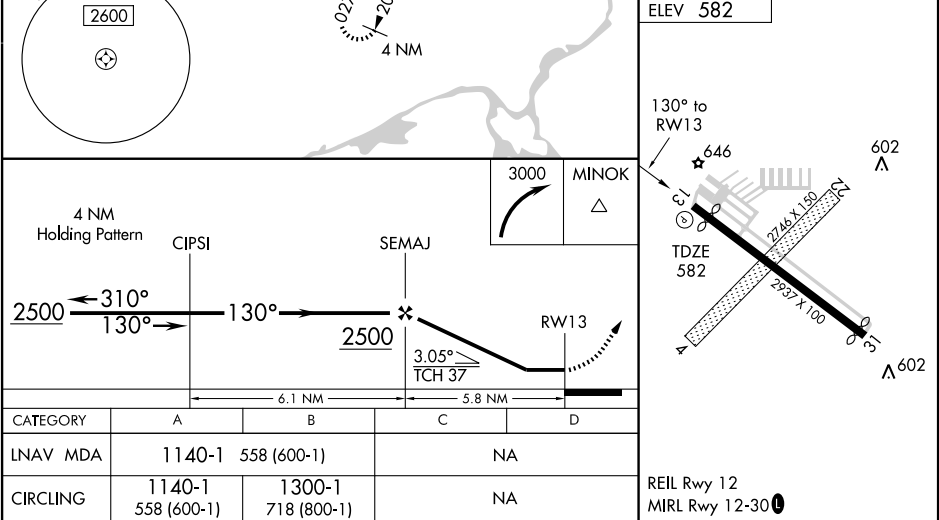 2600
4 NM
ELEV 582
130° to
RW13
646
602
13
22
2746 X 150
TDZE
582
2937 X 100
4
31
602
P
3000
MINOK
4 NM
Holding Pattern
CIPSI
SEMAJ
2500
310°
130°
130°
2500
RW13
3.05°
TCH 37
6.1 NM
5.8 NM
CATEGORY A B C D
LNAV MDA 1140-1 558 (600-1) NA
CIRCLING 1140-1 558 (600-1) 1300-1 718 (800-1) NA
REIL Rwy 12
MIRL Rwy 12-30 L